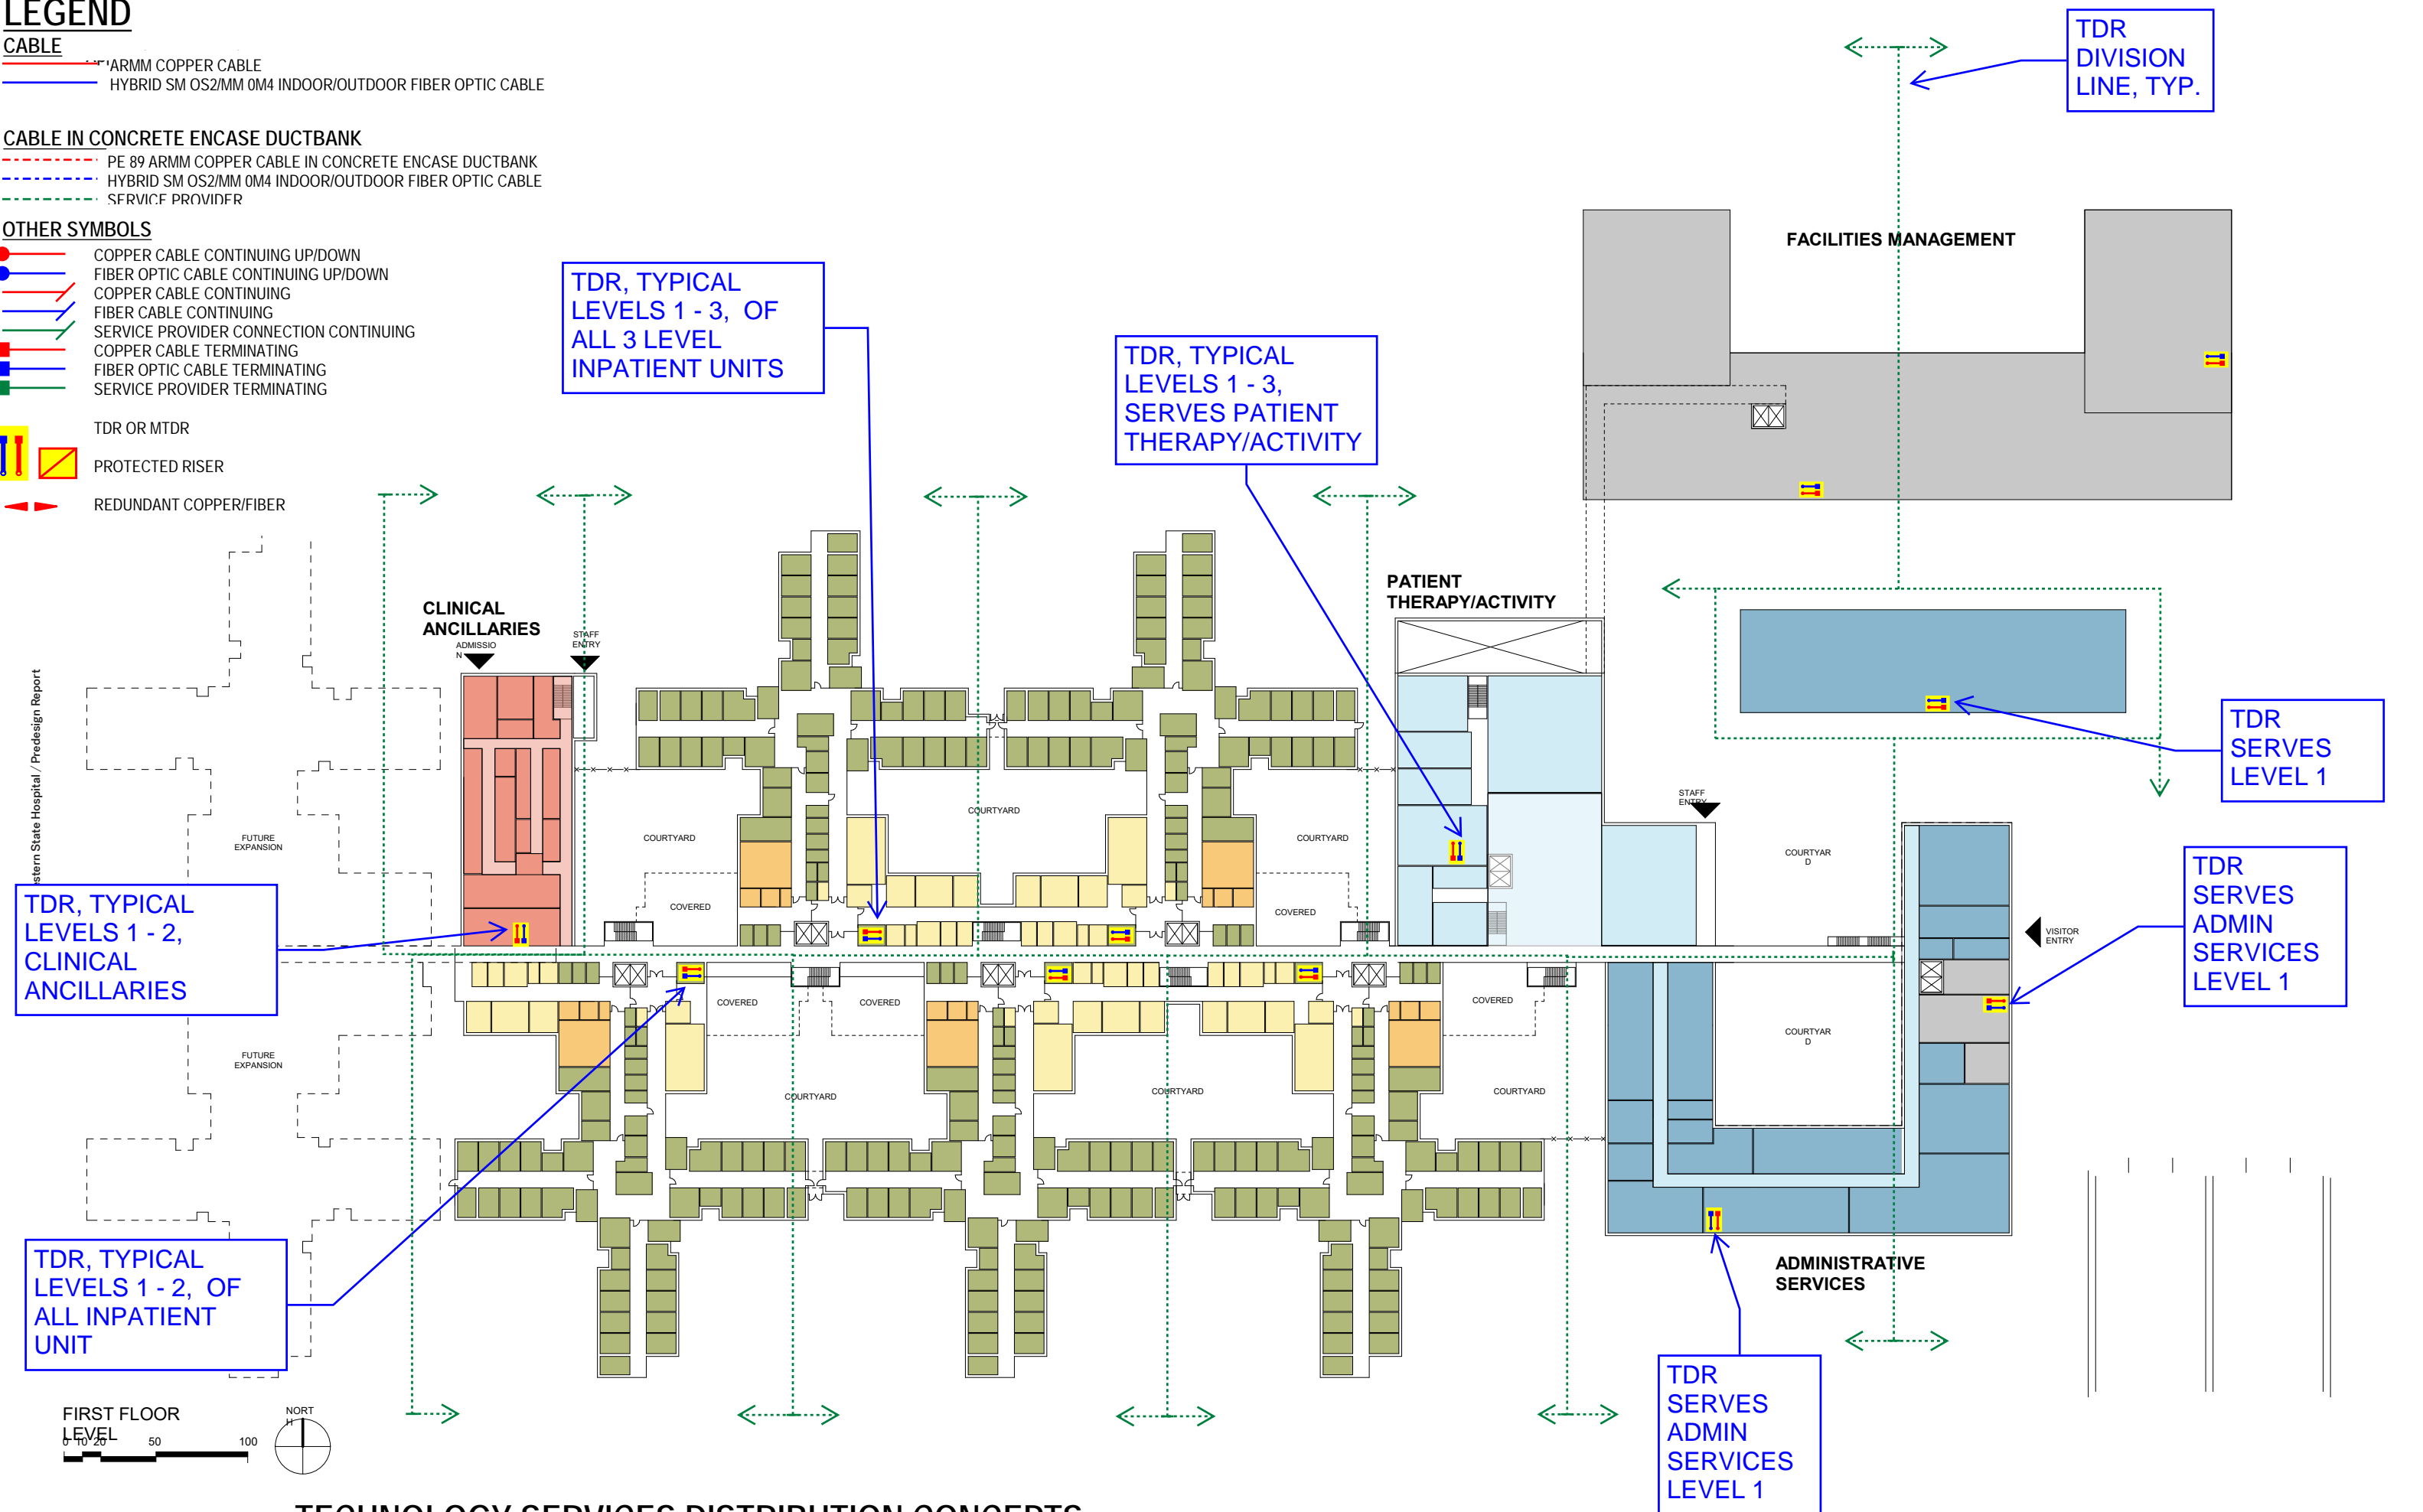 LEGEND
CABLE
ARMM COPPER CABLE
HYBRID SM OS2/MM 0M4 INDOOR/OUTDOOR FIBER OPTIC CABLE
CABLE IN CONCRETE ENCASE DUCTBANK
PE 89 ARMM COPPER CABLE IN CONCRETE ENCASE DUCTBANK
HYBRID SM OS2/MM 0M4 INDOOR/OUTDOOR FIBER OPTIC CABLE
SERVICE PROVIDER
OTHER SYMBOLS
COPPER CABLE CONTINUING UP/DOWN
FIBER OPTIC CABLE CONTINUING UP/DOWN
COPPER CABLE CONTINUING
FIBER CABLE CONTINUING
SERVICE PROVIDER CONNECTION CONTINUING
COPPER CABLE TERMINATING
FIBER OPTIC CABLE TERMINATING
SERVICE PROVIDER TERMINATING
TDR OR MTDR
PROTECTED RISER
REDUNDANT COPPER/FIBER
TDR
DIVISION
LINE, TYP.
FACILITIES MANAGEMENT
TDR, TYPICAL
LEVELS 1 - 3, OF
ALL 3 LEVEL
INPATIENT UNITS
TDR, TYPICAL
LEVELS 1 - 3,
SERVES PATIENT
THERAPY/ACTIVITY
PATIENT
THERAPY/ACTIVITY
CLINICAL
ANCILLARIES
ADMISSIO
N
STAFF
ENTRY
TDR
SERVES
LEVEL 1
STAFF
ENTRY
COURTYARD
COURTYARD
COURTYARD
COURTYAR
D
FUTURE
EXPANSION
stern State Hospital / Predesign Report
TDR, TYPICAL
LEVELS 1 - 2,
CLINICAL
ANCILLARIES
COVERED
COVERED
TDR
SERVES
ADMIN
SERVICES
LEVEL 1
VISITOR
ENTRY
COVERED
COVERED
COVERED
COURTYAR
D
FUTURE
EXPANSION
COURTYARD
COURTYARD
COURTYARD
TDR, TYPICAL
LEVELS 1 - 2, OF
ALL INPATIENT
UNIT
ADMINISTRATIVE
SERVICES
TDR
SERVES
ADMIN
SERVICES
LEVEL 1
FIRST FLOOR
LEVEL
0 10 20 50 100
NORT
H
TECHNOLOGY SERVICES DISTRIBUTION CONCEPTS